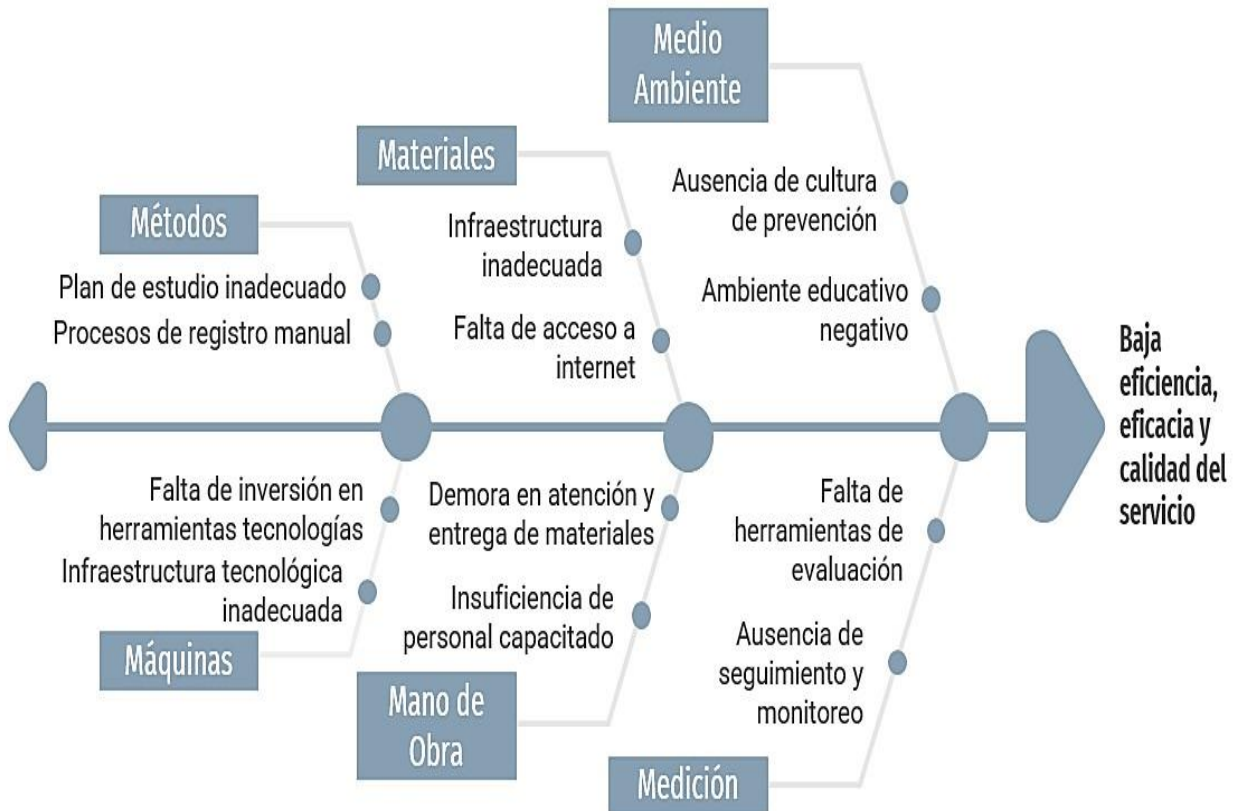 Medio
Ambiente
Materiales
Métodos
Ausencia de cultura
de prevención
Infraestructura
inadecuada
Plan de estudio inadecuado
Procesos de registro manual
Ambiente educativo
negativo
Falta de acceso a
internet
Baja
eficiencia,
eficacia y
calidad del
servicio
Falta de inversión en
herramientas tecnologías
Infraestructura tecnológica
inadecuada
Máquinas
Demora en atención y
entrega de materiales
Insuficiencia de
personal capacitado
Mano de
Obra
Falta de
herramientas de
evaluación
Ausencia de
seguimiento y
monitoreo
Medición